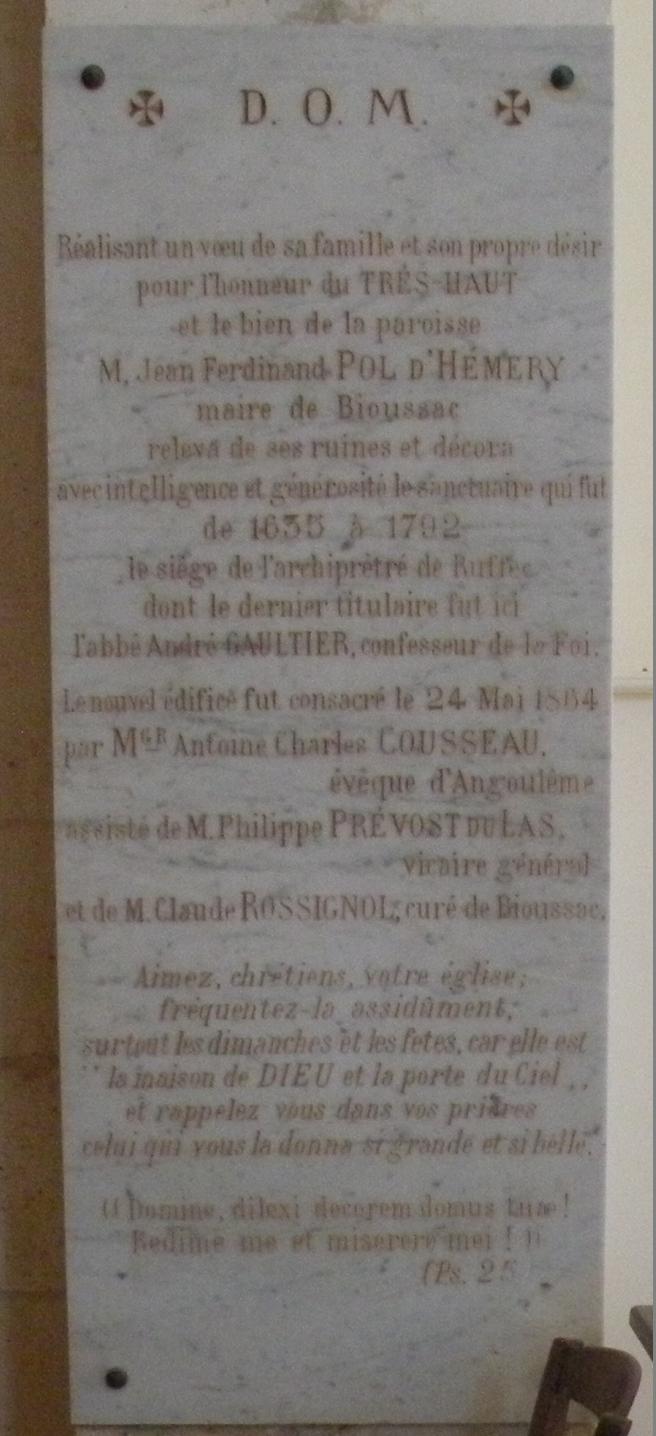 ✠ D. O. M. ✠
Réalisant un vœu de sa famille et son propre désir
pour l'honneur du TRÉS-HAUT
et le bien de la paroisse
M. Jean Ferdinand POL D'HÉMERY
maire de Bioussac
releva de ses ruines et décora
avec intelligence et générosité le sanctuaire qui fut
de 1635 à 1792
le siége de l'archiprêtré de Ruffec
dont le dernier titulaire fut ici
l'abbé André GAULTIER, confesseur de la Foi.
Le nouvel édifice fut consacré le 24 Mai 1864
par MGR Antoine Charles COUSSEAU,
évêque d'Angoulême
assisté de M. Philippe PRÉVOST DU LAS,
vicaire général
et de M. Claude ROSSIGNOL, curé de Bioussac.
Aimez, chrétiens, votre église;
fréquentez-la assidûment,
surtout les dimanches et les fetes, car elle est
" la maison de DIEU et la porte du Ciel ,,
et rappelez vous dans vos prières
celui qui vous la donna si grande et si belle.
(( Domine, dilexi decorem domus tuæ !
Redime me et miserere mei ! ))
(Ps. 25